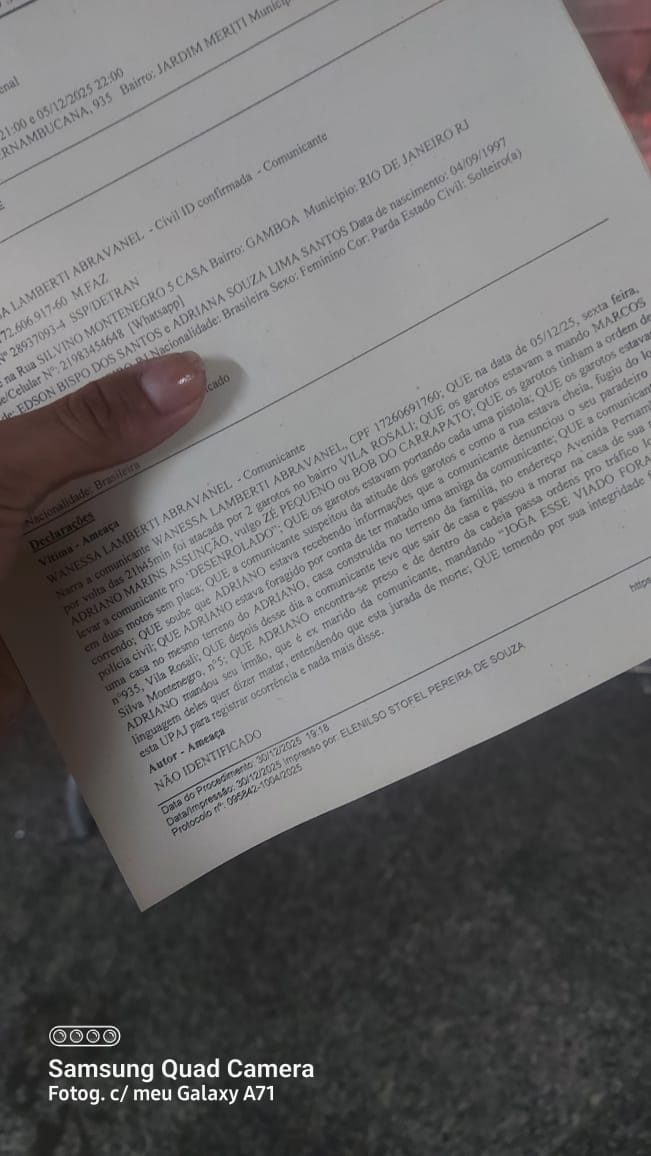 enal
21:00 e 05/12/2025 22:00
ERNAMBUCANA, 935 Bairro: JARDIM MERITI Municíp
E
SA LAMBERTI ABRAVANEL - Civil ID confirmada - Comunicante
72.606.917-60 M.FAZ
Nº 28937093-4 SSP/DETRAN
e na Rua SILVINO MONTENEGRO 5 CASA Bairro: GAMBOA Município: RIO DE JANEIRO RJ
e/Celular Nº: 21983454648 [Whatsapp]
de: EDSON BISPO DOS SANTOS e ADRIANA SOUZA LIMA SANTOS Data de nascimento: 04/09/1997
Nacionalidade: Brasileira Sexo: Feminino Cor: Parda Estado Civil: Solteiro(a)
cado
Nacionalidade: Brasileira
Declarações
Vítima - Ameaça
WANESSA LAMBERTI ABRAVANEL - Comunicante
Narra a comunicante WANESSA LAMBERTI ABRAVANEL, CPF 17260691760, QUE na data de 05/12/25, sexta feira,
por volta das 21h45min foi atacada por 2 garotos no bairro VILA ROSALI; QUE os garotos estavam a mando MARCOS
ADRIANO MARINS ASSUNÇÃO, vulgo ZÉ PEQUENO ou BOB DO CARRAPATO; QUE os garotos tinham a ordem de
levar a comunicante pro "DESENROLADO"; QUE os garotos estavam portando cada uma pistola; QUE os garotos estava
em duas motos sem placa; QUE a comunicante suspeitou da atitude dos garotos e como a rua estava cheia, fugiu do lo
correndo; QUE soube que ADRIANO estava recebendo informações que a comunicante denunciou o seu paradeiro
polícia civil; QUE ADRIANO estava foragido por conta de ter matado uma amiga da comunicante; QUE a comunicant
uma casa no mesmo terreno do ADRIANO, casa construída no terreno da família, no endereço Avenida Pernamb
nº935, Vila Rosali; QUE depois desse dia a comunicante teve que sair de casa e passou a morar na casa de sua
Silva Montenegro, nº5; QUE ADRIANO encontra-se preso e de dentro da cadeia passa ordens pro tráfico lo
ADRIANO mandou seu irmão, que é ex marido da comunicante, mandando "JOGA ESSE VIADO FORA
linguagem deles quer dizer matar, entendendo que esta jurada de morte; QUE temendo por sua integridade
esta UPAJ para registrar ocorrência e nada mais disse.
https
Autor - Ameaça
NÃO IDENTIFICADO
Data do Procedimento: 30/12/2025 19:18
Data/Impressão: 30/12/2025 Impresso por: ELENILSO STOFEL PEREIRA DE SOUZA
Protocolo nº: 095842-1004/2025
Samsung Quad Camera
Fotog. c/ meu Galaxy A71